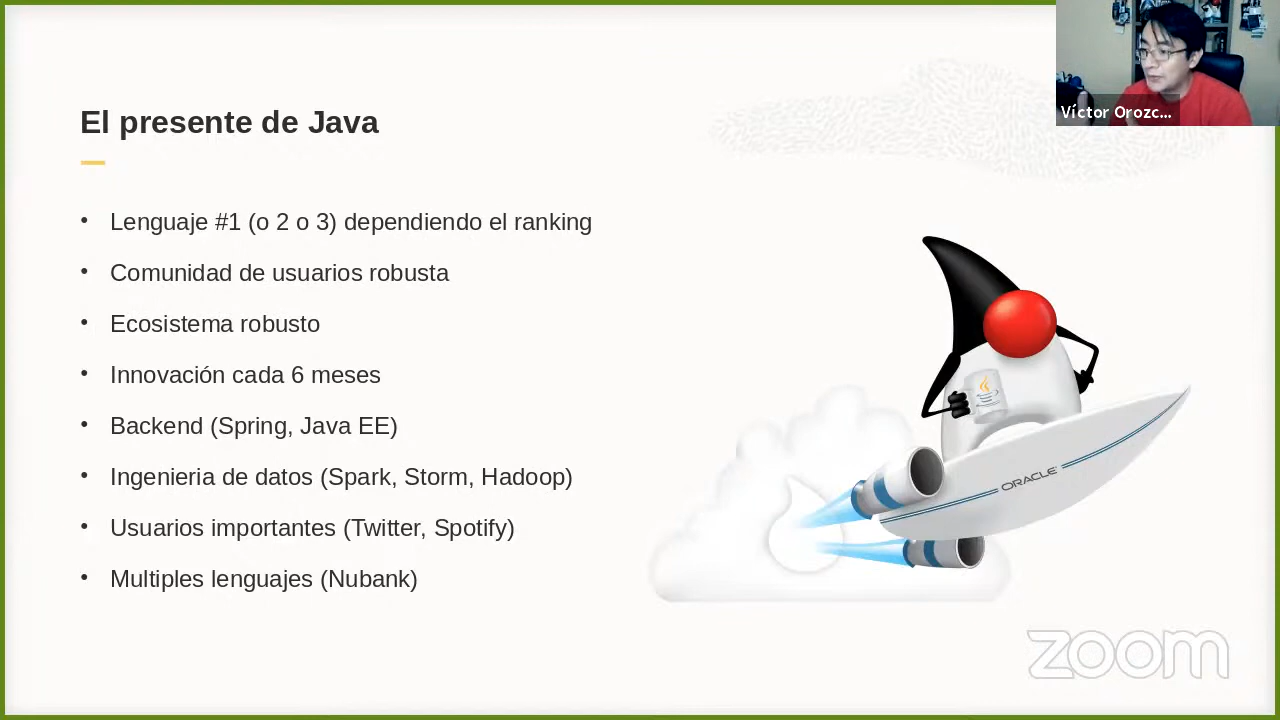 El presente de Java
• Lenguaje #1 (o 2 o 3) dependiendo el ranking
• Comunidad de usuarios robusta
• Ecosistema robusto
• Innovación cada 6 meses
• Backend (Spring, Java EE)
• Ingenieria de datos (Spark, Storm, Hadoop)
• Usuarios importantes (Twitter, Spotify)
• Multiples lenguajes (Nubank)
Víctor Orozc...
ORACLE
zoom